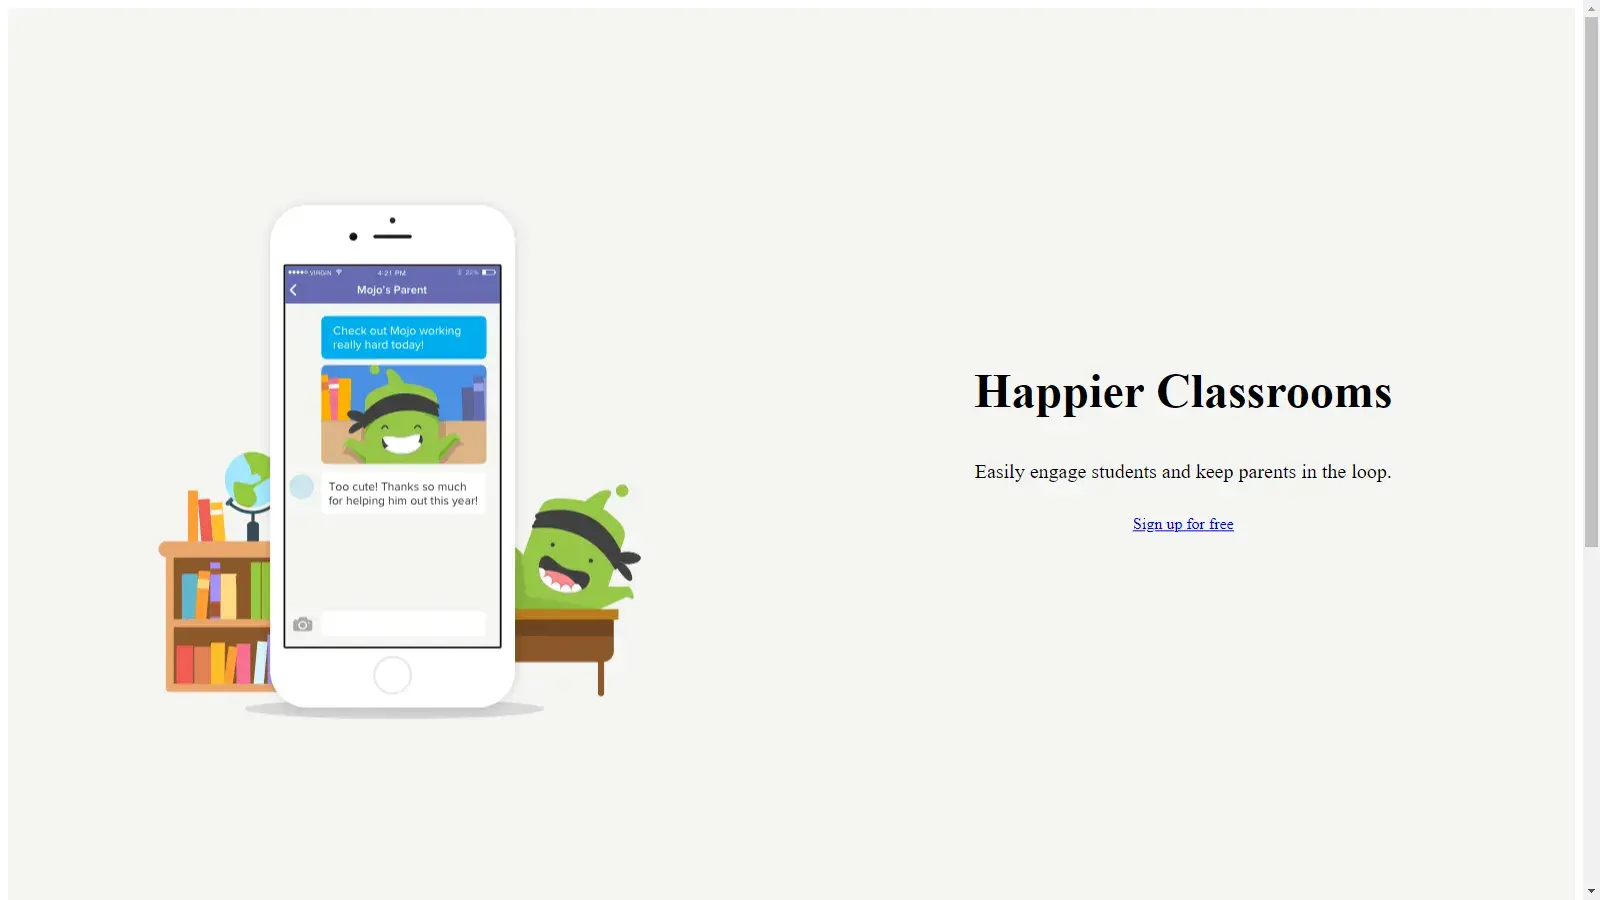 VIRGIN 4:21 PM 22%
Mojo's Parent
Check out Mojo working
really hard today!
Too cute! Thanks so much
for helping him out this year!
Happier Classrooms
Easily engage students and keep parents in the loop.
Sign up for free